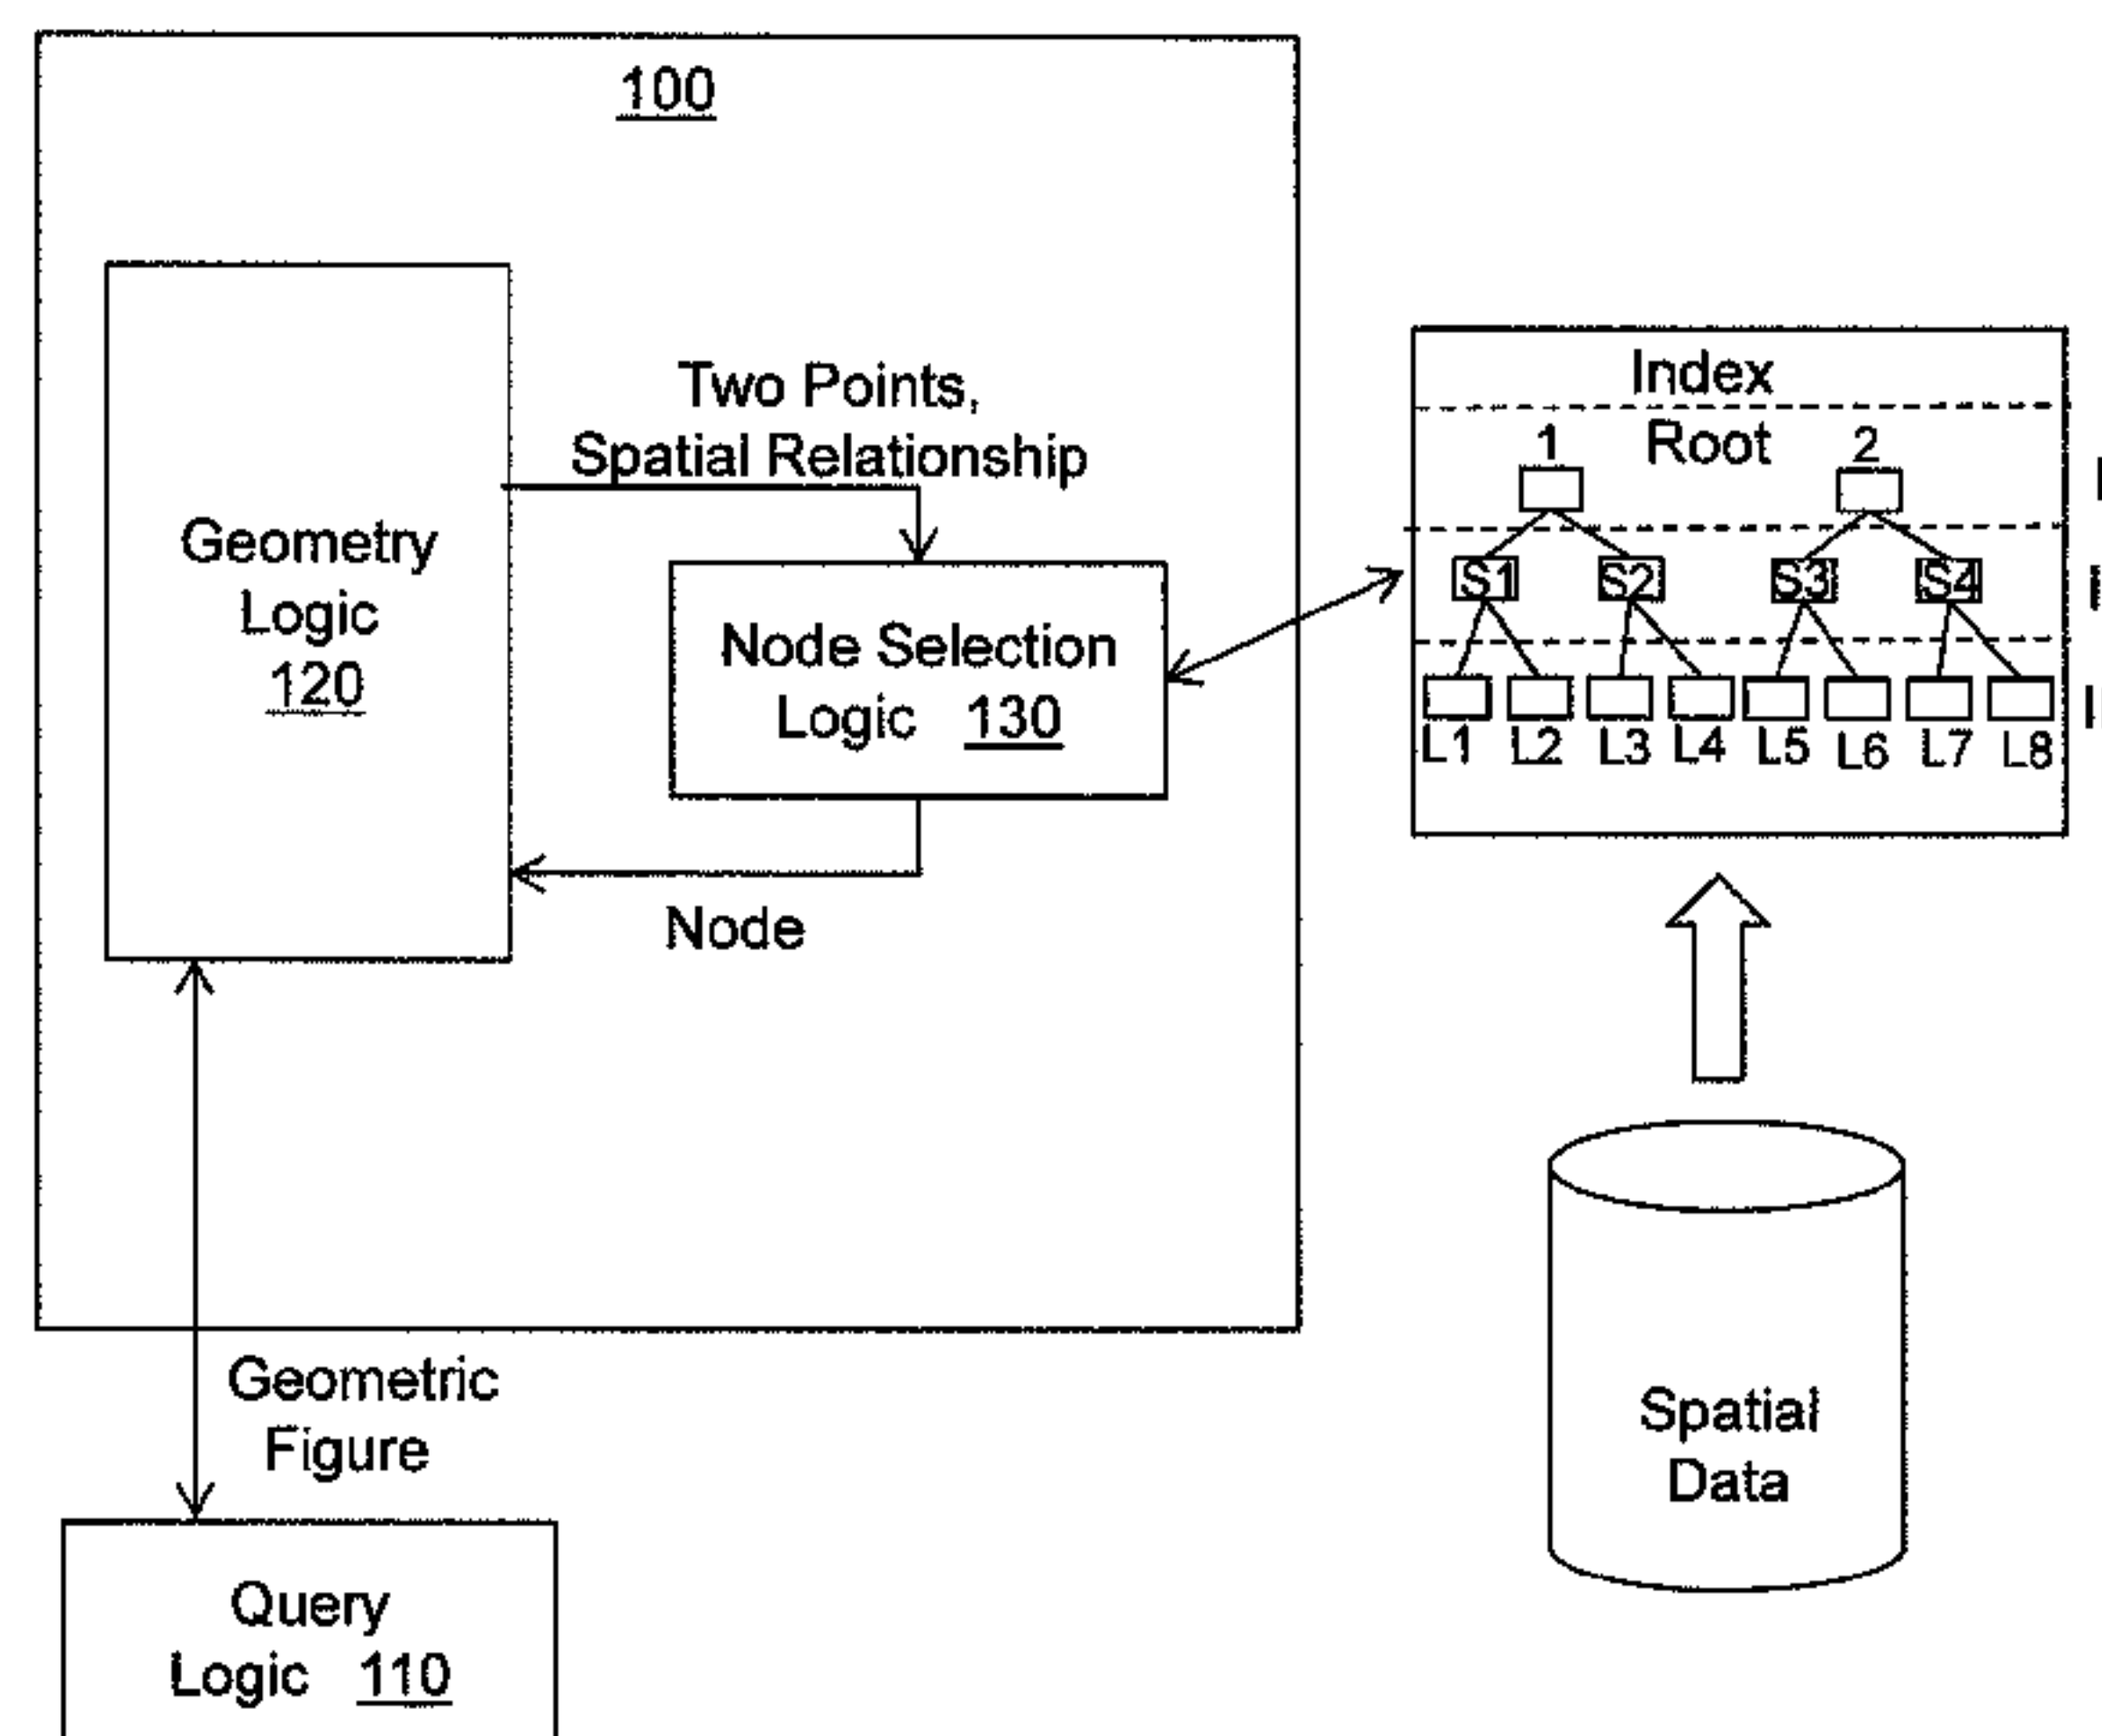 100
Geometry
Logic
120
Two Points,
Spatial Relationship
Node Selection
Logic 130
Node
Geometric
Figure
Query
Logic 110
Index
1 Root 2
S1 S2 S3 S4
L1 L2 L3 L4 L5 L6 L7 L8
Spatial
Data